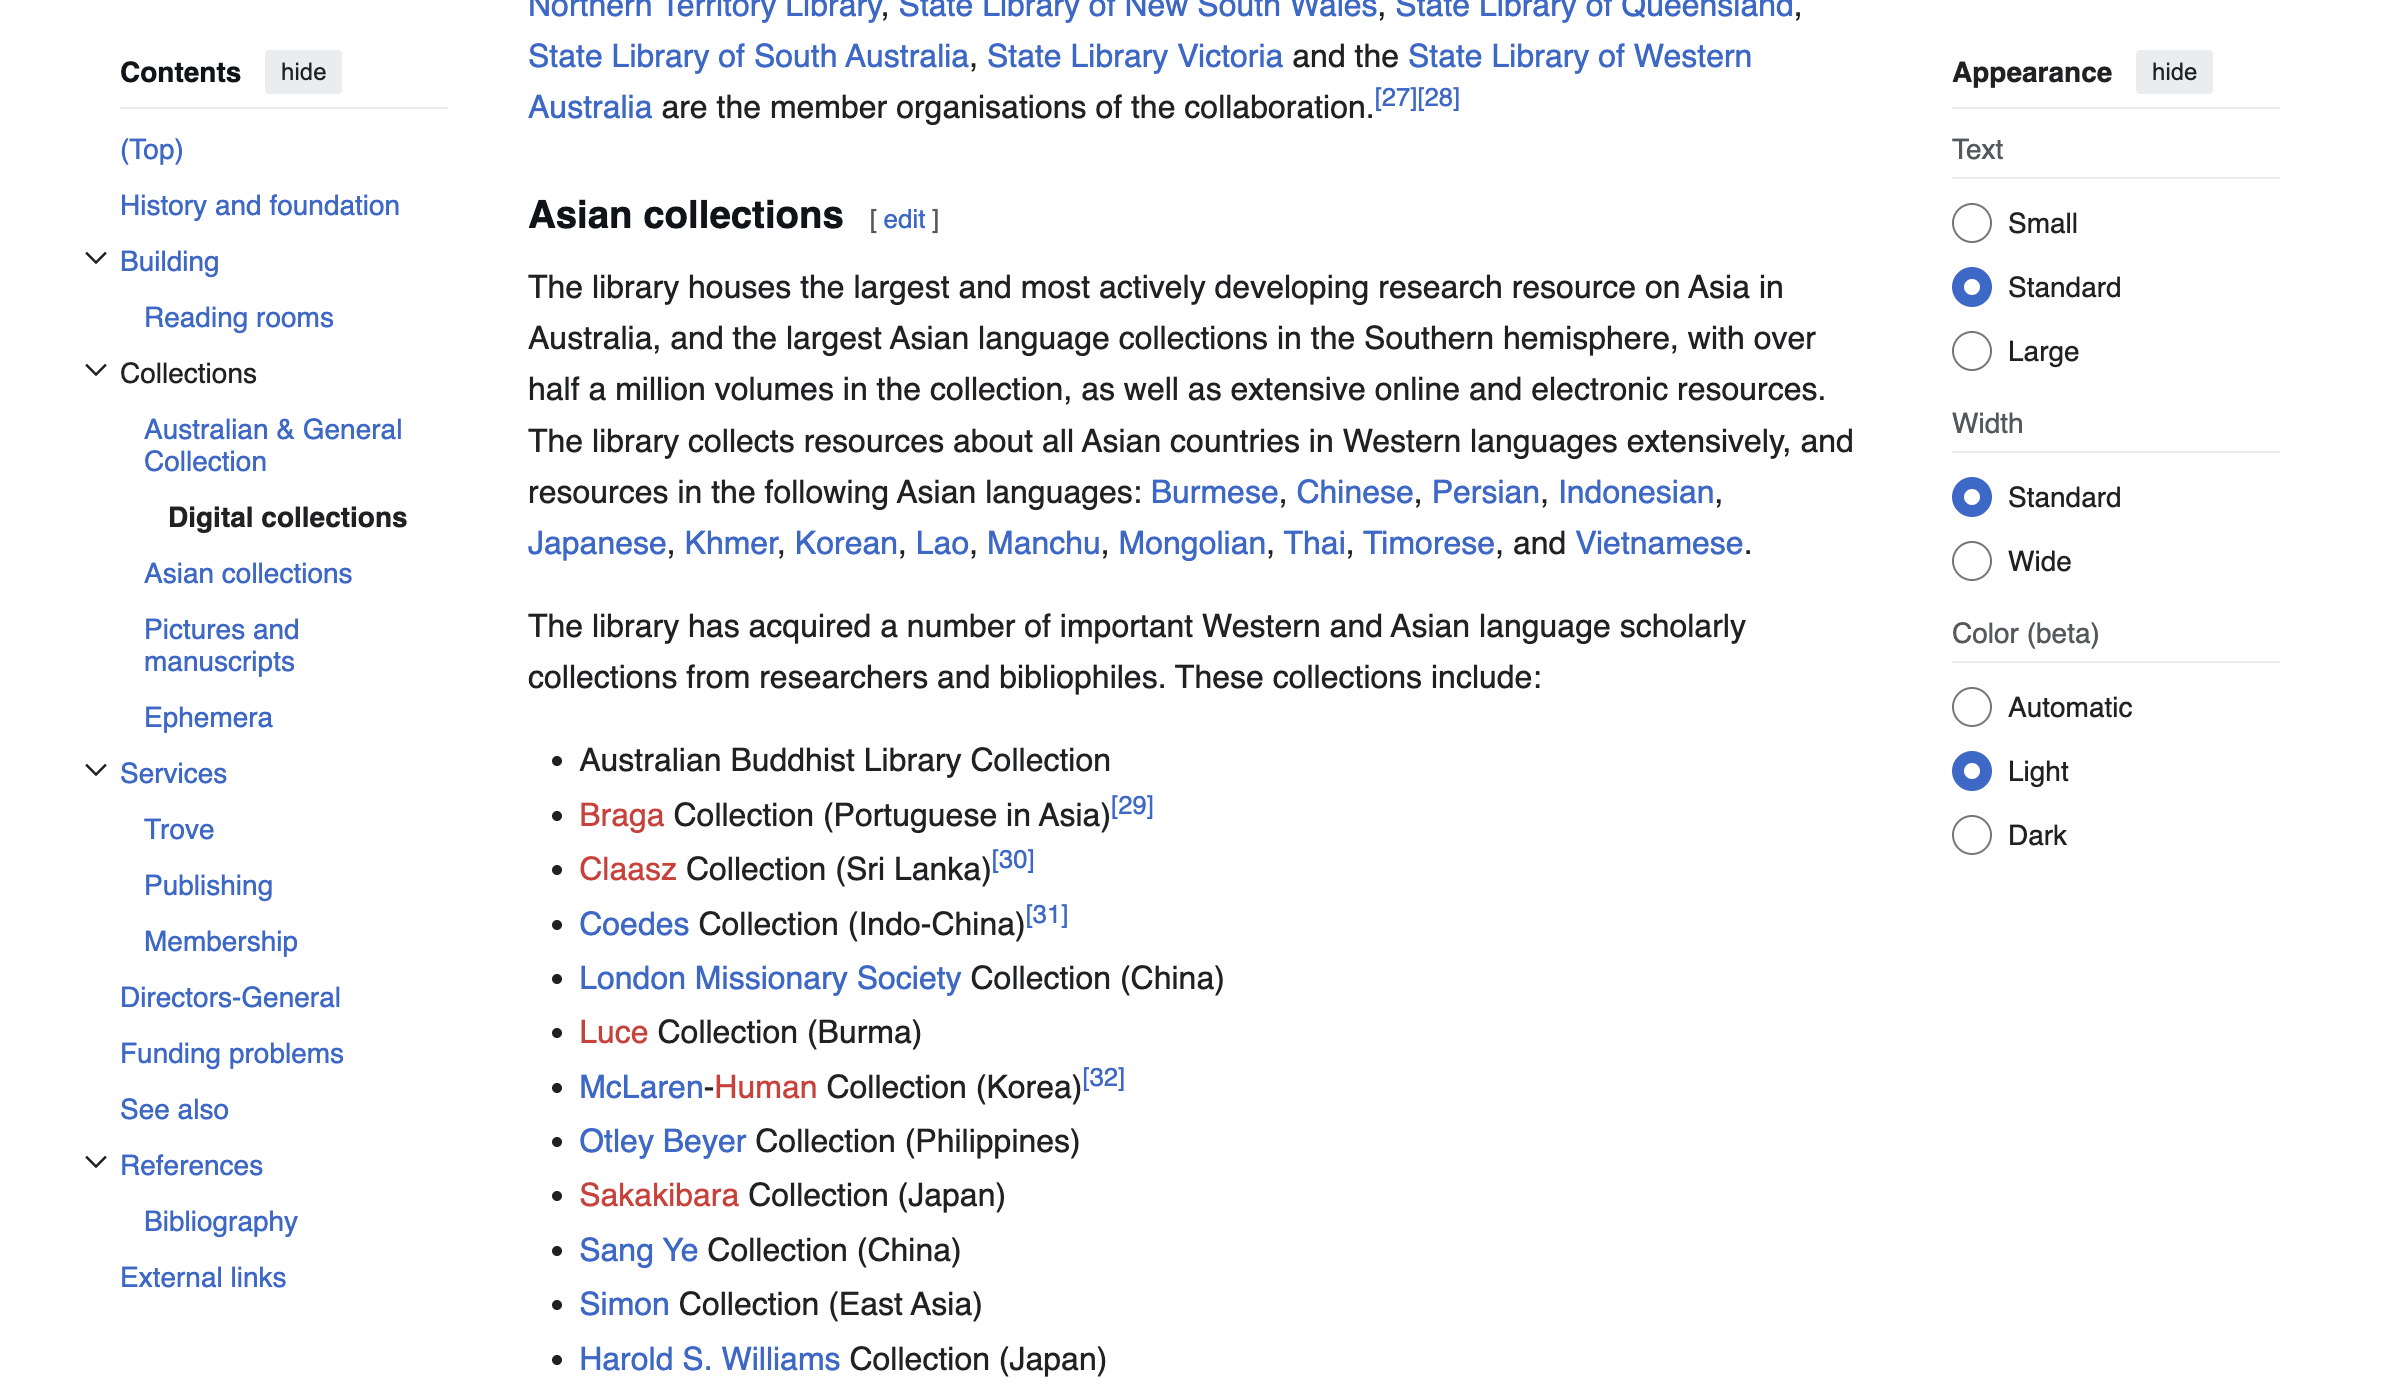 Northern Territory Library, State Library of New South Wales, State Library of Queensland,
State Library of South Australia, State Library Victoria and the State Library of Western
Australia are the member organisations of the collaboration.[27][28]
Contents hide
(Top)
History and foundation
Building
Reading rooms
Collections
Australian & General
Collection
Digital collections
Asian collections
Pictures and
manuscripts
Ephemera
Services
Trove
Publishing
Membership
Directors-General
Funding problems
See also
References
Bibliography
External links
Asian collections [ edit ]
The library houses the largest and most actively developing research resource on Asia in
Australia, and the largest Asian language collections in the Southern hemisphere, with over
half a million volumes in the collection, as well as extensive online and electronic resources.
The library collects resources about all Asian countries in Western languages extensively, and
resources in the following Asian languages: Burmese, Chinese, Persian, Indonesian,
Japanese, Khmer, Korean, Lao, Manchu, Mongolian, Thai, Timorese, and Vietnamese.
The library has acquired a number of important Western and Asian language scholarly
collections from researchers and bibliophiles. These collections include:
• Australian Buddhist Library Collection
• Braga Collection (Portuguese in Asia)[29]
• Claasz Collection (Sri Lanka)[30]
• Coedes Collection (Indo-China)[31]
• London Missionary Society Collection (China)
• Luce Collection (Burma)
• McLaren-Human Collection (Korea)[32]
• Otley Beyer Collection (Philippines)
• Sakakibara Collection (Japan)
• Sang Ye Collection (China)
• Simon Collection (East Asia)
• Harold S. Williams Collection (Japan)
Appearance hide
Text
Small
Standard
Large
Width
Standard
Wide
Color (beta)
Automatic
Light
Dark